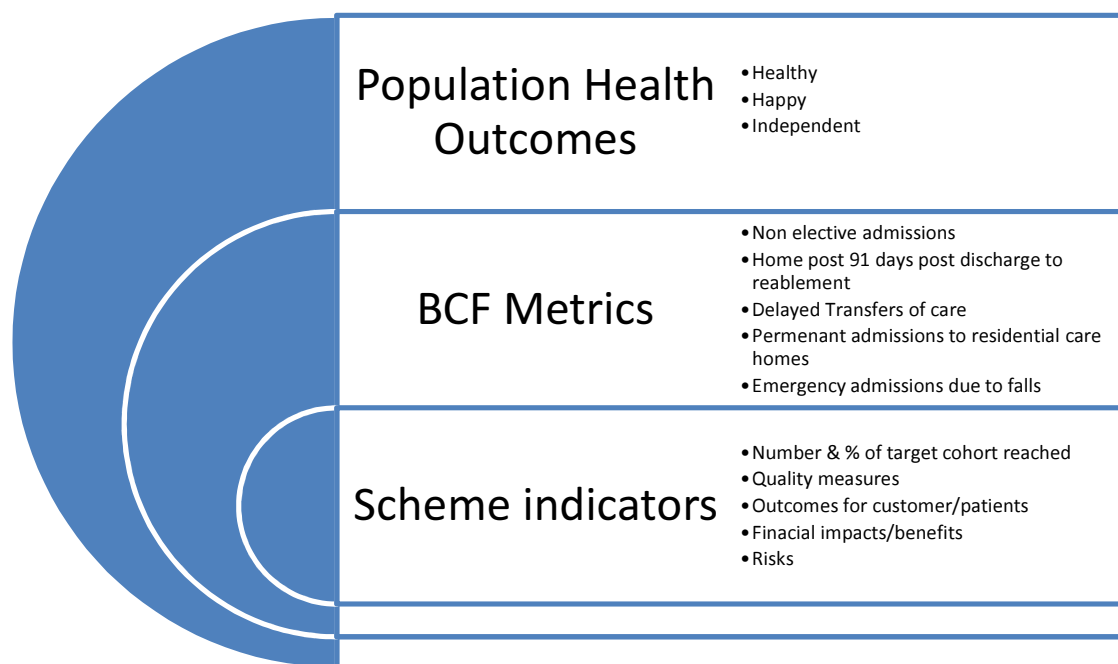 Population Health
Outcomes
•Healthy
•Happy
•Independent
BCF Metrics
•Non elective admissions
•Home post 91 days post discharge to
reablement
•Delayed Transfers of care
•Permenant admissions to residential care
homes
•Emergency admissions due to falls
Scheme indicators
•Number & % of target cohort reached
•Quality measures
•Outcomes for customer/patients
•Finacial impacts/benefits
•Risks